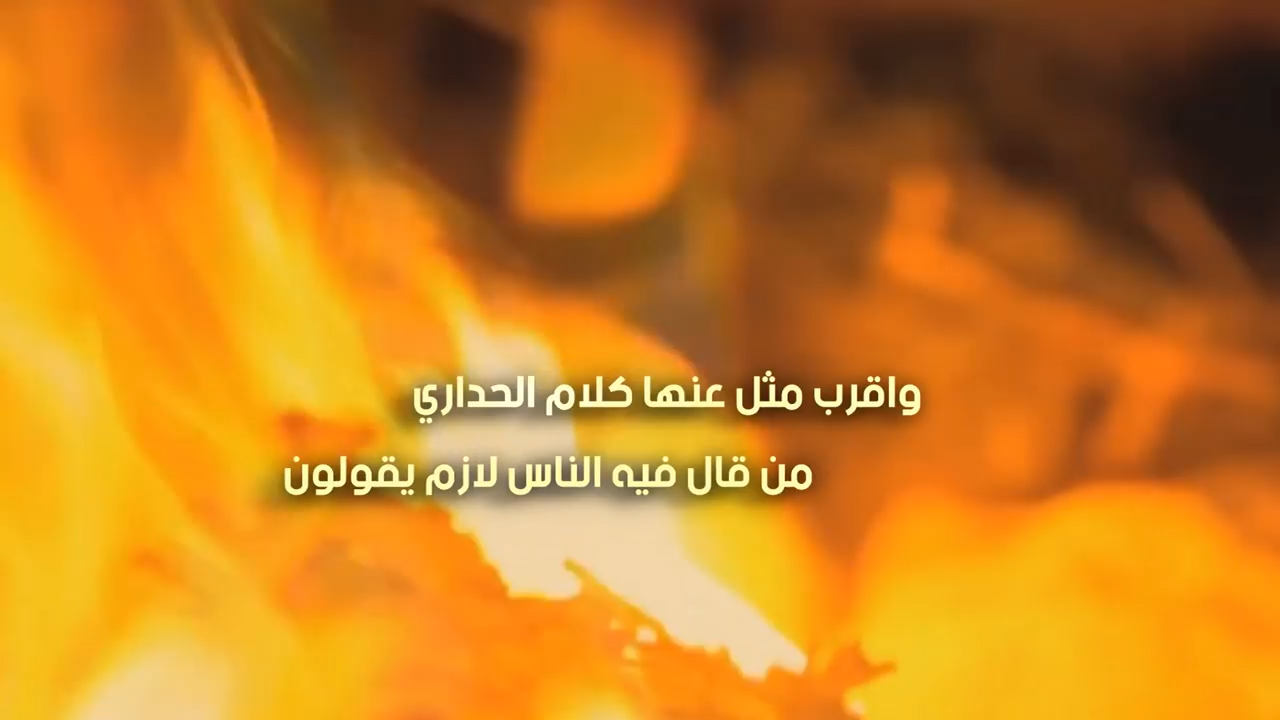 واقرب مثل عنها كلام الحداري
من قال فيه الناس لازم يقولون